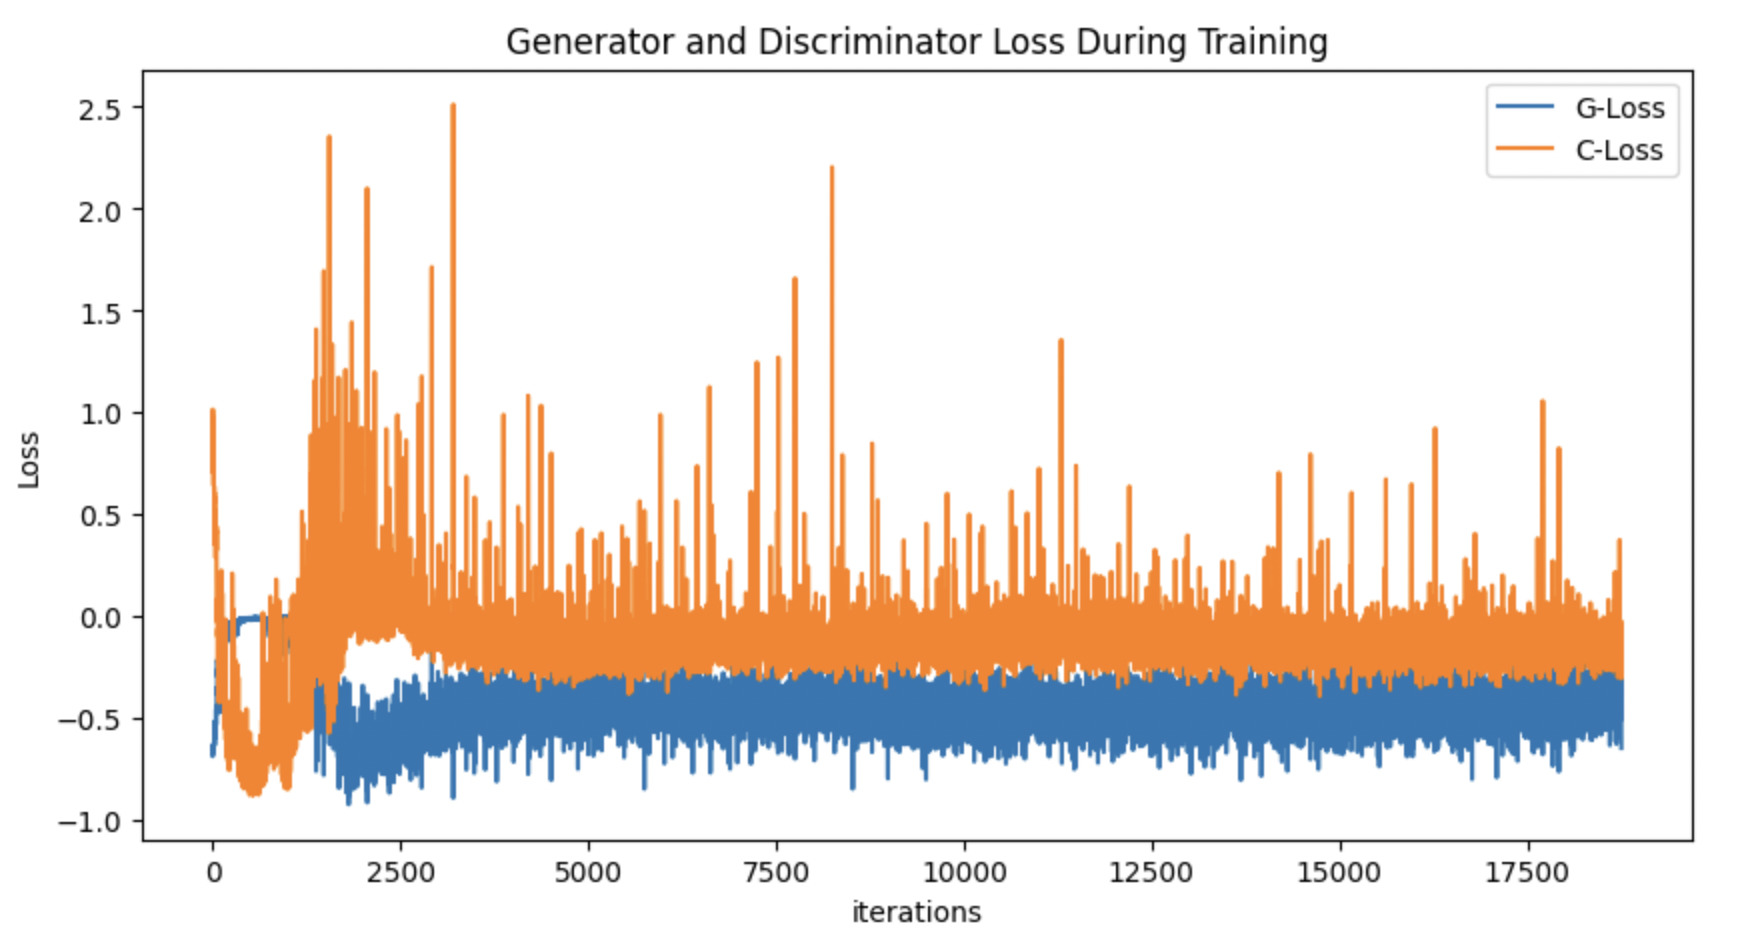 Generator and Discriminator Loss During Training
G-Loss
C-Loss
2.5
2.0
1.5
1.0
0.5
0.0
−0.5
−1.0
Loss
0 2500 5000 7500 10000 12500 15000 17500
iterations